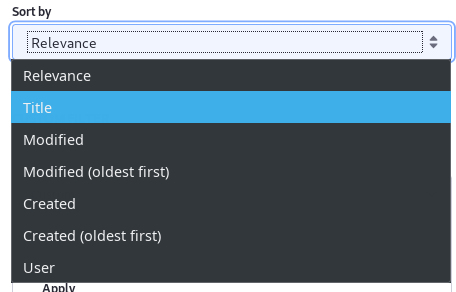 Sort by
Relevance
Relevance
Title
Modified
Modified (oldest first)
Created
Created (oldest first)
User
Apply